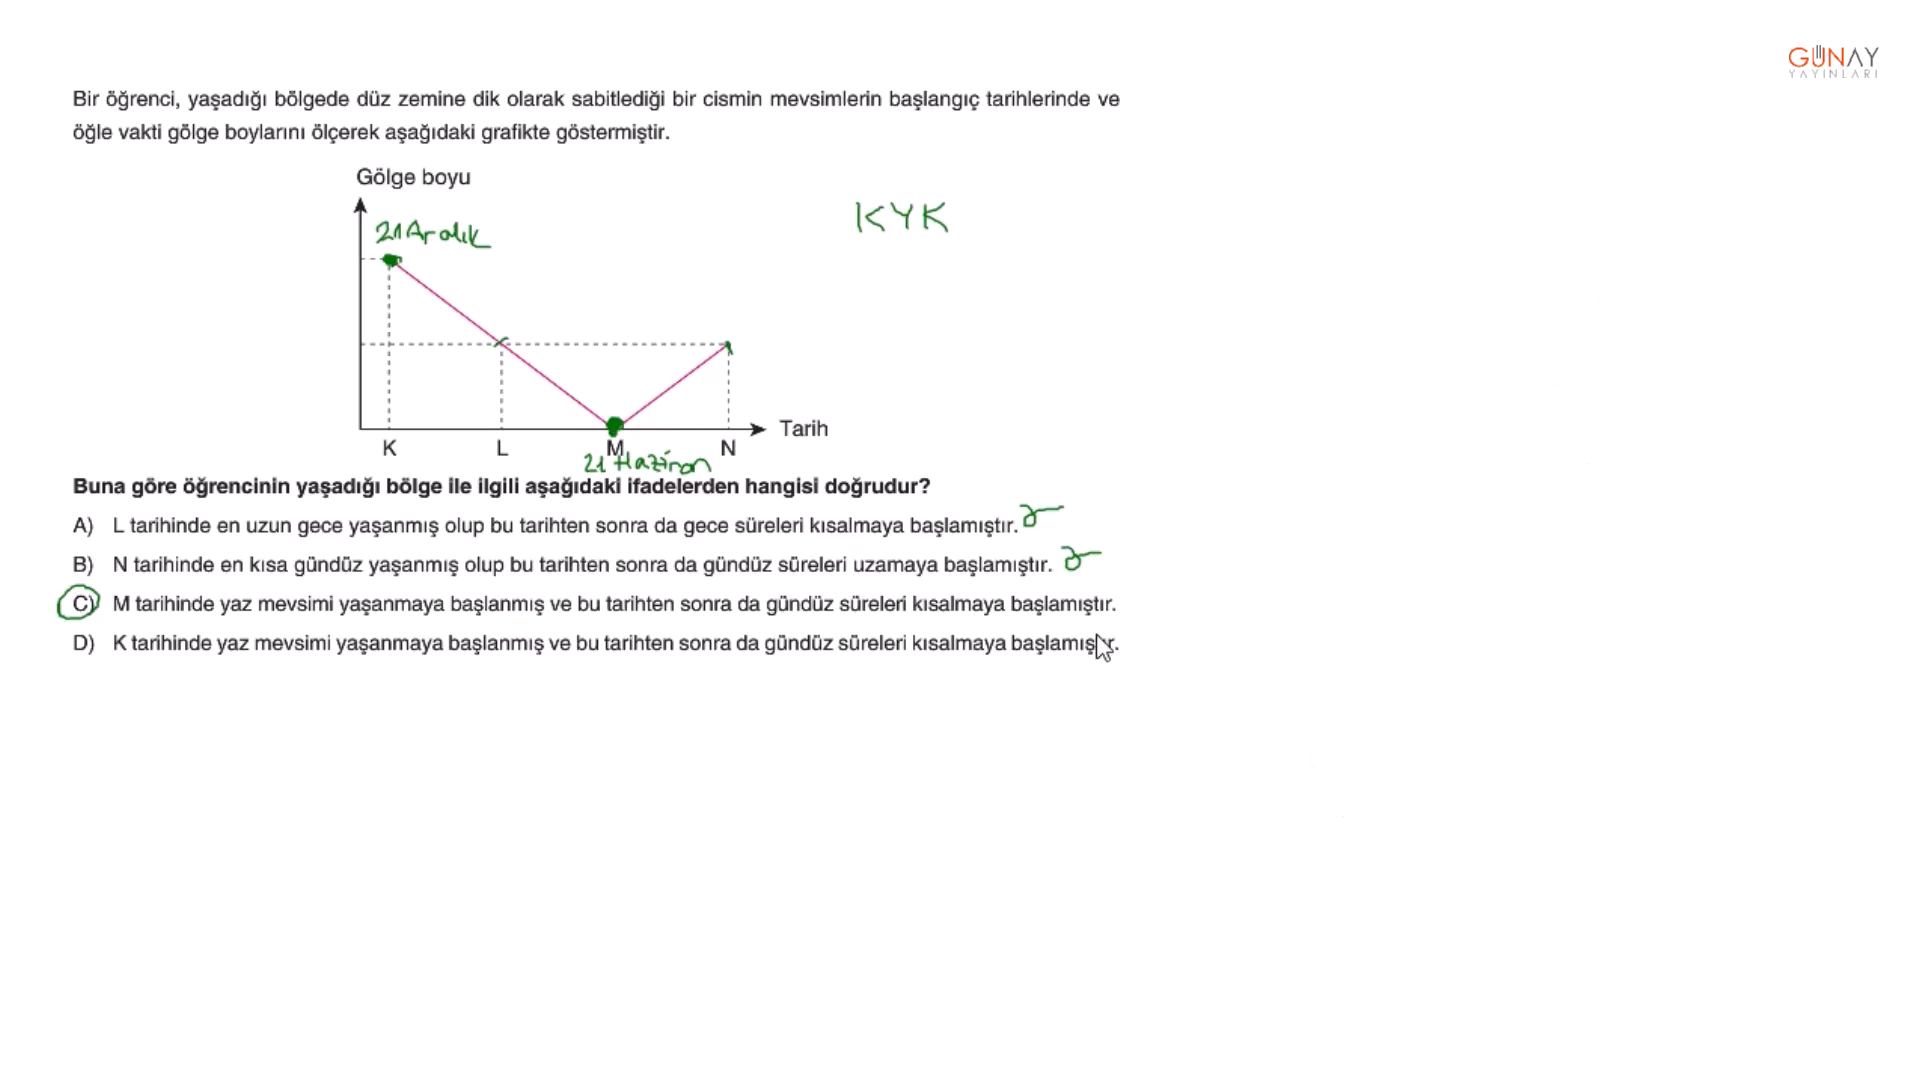 GÜNAY
YAYINLARI
Bir öğrenci, yaşadığı bölgede düz zemine dik olarak sabitlediği bir cismin mevsimlerin başlangıç tarihlerinde ve
öğle vakti gölge boylarını ölçerek aşağıdaki grafikte göstermiştir.
Gölge boyu
KYK
21 Aralık
Tarih
K L M N
21 Haziran
Buna göre öğrencinin yaşadığı bölge ile ilgili aşağıdaki ifadelerden hangisi doğrudur?
A) L tarihinde en uzun gece yaşanmış olup bu tarihten sonra da gece süreleri kısalmaya başlamıştır.
B) N tarihinde en kısa gündüz yaşanmış olup bu tarihten sonra da gündüz süreleri uzamaya başlamıştır.
C) M tarihinde yaz mevsimi yaşanmaya başlanmış ve bu tarihten sonra da gündüz süreleri kısalmaya başlamıştır.
D) K tarihinde yaz mevsimi yaşanmaya başlanmış ve bu tarihten sonra da gündüz süreleri kısalmaya başlamıştır.